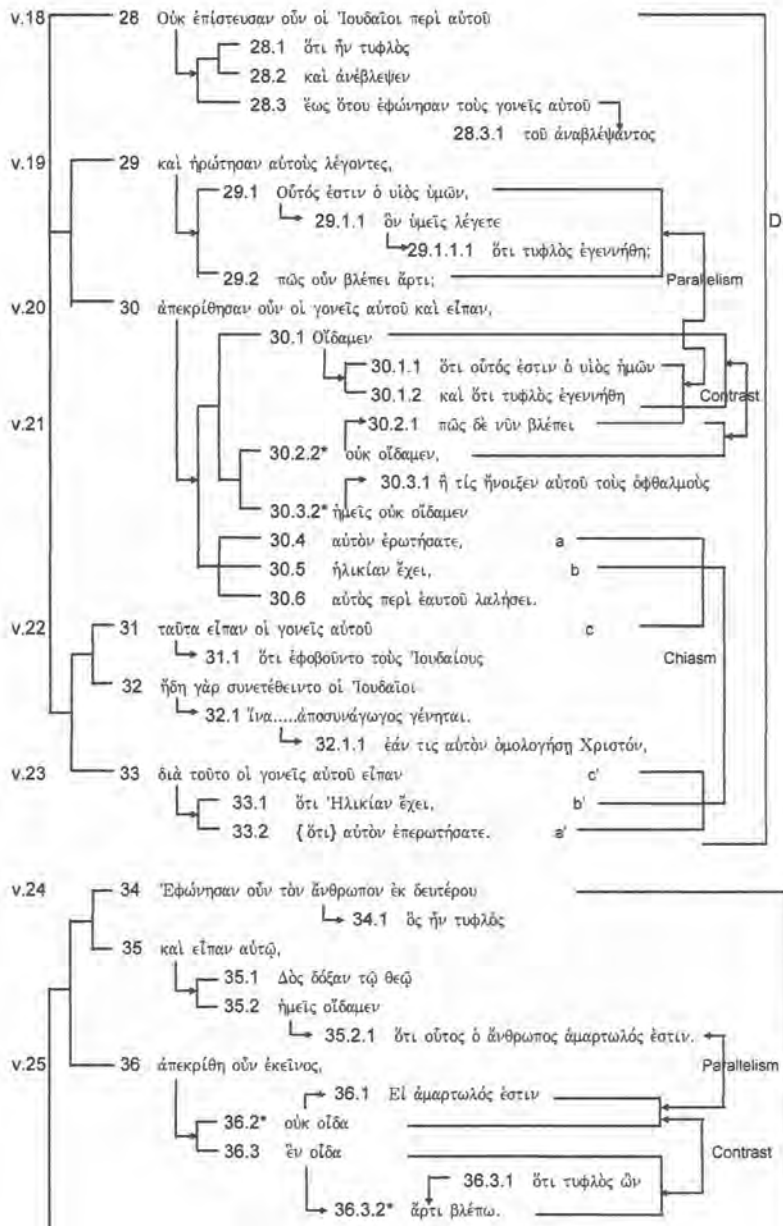 v.18 28 Οὐκ ἐπίστευσαν οὖν οἱ Ἰουδαῖοι περὶ αὐτοῦ
28.1 ὅτι ἦν τυφλὸς
28.2 καὶ ἀνέβλεψεν
28.3 ἕως ὅτου ἐφώνησαν τοὺς γονεῖς αὐτοῦ
28.3.1 τοῦ ἀναβλέψαντος
v.19 29 καὶ ἠρώτησαν αὐτοὺς λέγοντες,
29.1 Οὗτός ἐστιν ὁ υἱὸς ὑμῶν,
D
29.1.1 ὃν ὑμεῖς λέγετε
29.1.1.1 ὅτι τυφλὸς ἐγεννήθη;
29.2 πῶς οὖν βλέπει ἄρτι;
Parallelism
v.20 30 ἀπεκρίθησαν οὖν οἱ γονεῖς αὐτοῦ καὶ εἶπαν,
30.1 Οἴδαμεν
30.1.1 ὅτι οὗτός ἐστιν ὁ υἱὸς ἡμῶν
30.1.2 καὶ ὅτι τυφλὸς ἐγεννήθη
Contrast
v.21 30.2.1 πῶς δὲ νῦν βλέπει
30.2.2* οὐκ οἴδαμεν,
30.3.1 ἢ τίς ἤνοιξεν αὐτοῦ τοὺς ὀφθαλμοὺς
30.3.2* ἡμεῖς οὐκ οἴδαμεν
30.4 αὐτὸν ἐρωτήσατε, a
30.5 ἡλικίαν ἔχει, b
30.6 αὐτὸς περὶ ἑαυτοῦ λαλήσει.
v.22 31 ταῦτα εἶπαν οἱ γονεῖς αὐτοῦ c
31.1 ὅτι ἐφοβοῦντο τοὺς Ἰουδαίους
Chiasm
32 ἤδη γὰρ συνετέθειντο οἱ Ἰουδαῖοι
32.1 ἵνα.....ἀποσυνάγωγος γένηται.
32.1.1 ἐάν τις αὐτὸν ὁμολογήσῃ Χριστόν,
v.23 33 διὰ τοῦτο οἱ γονεῖς αὐτοῦ εἶπαν c'
33.1 ὅτι Ἡλικίαν ἔχει, b'
33.2 {ὅτι} αὐτὸν ἐπερωτήσατε. a'
v.24 34 Ἐφώνησαν οὖν τὸν ἄνθρωπον ἐκ δευτέρου
34.1 ὃς ἦν τυφλὸς
35 καὶ εἶπαν αὐτῷ,
35.1 Δὸς δόξαν τῷ θεῷ
35.2 ἡμεῖς οἴδαμεν
35.2.1 ὅτι οὗτος ὁ ἄνθρωπος ἁμαρτωλός ἐστιν.
v.25 36 ἀπεκρίθη οὖν ἐκεῖνος,
Parallelism
36.1 Εἰ ἁμαρτωλός ἐστιν
36.2* οὐκ οἶδα
36.3 ἓν οἶδα
Contrast
36.3.1 ὅτι τυφλὸς ὢν
36.3.2* ἄρτι βλέπω.